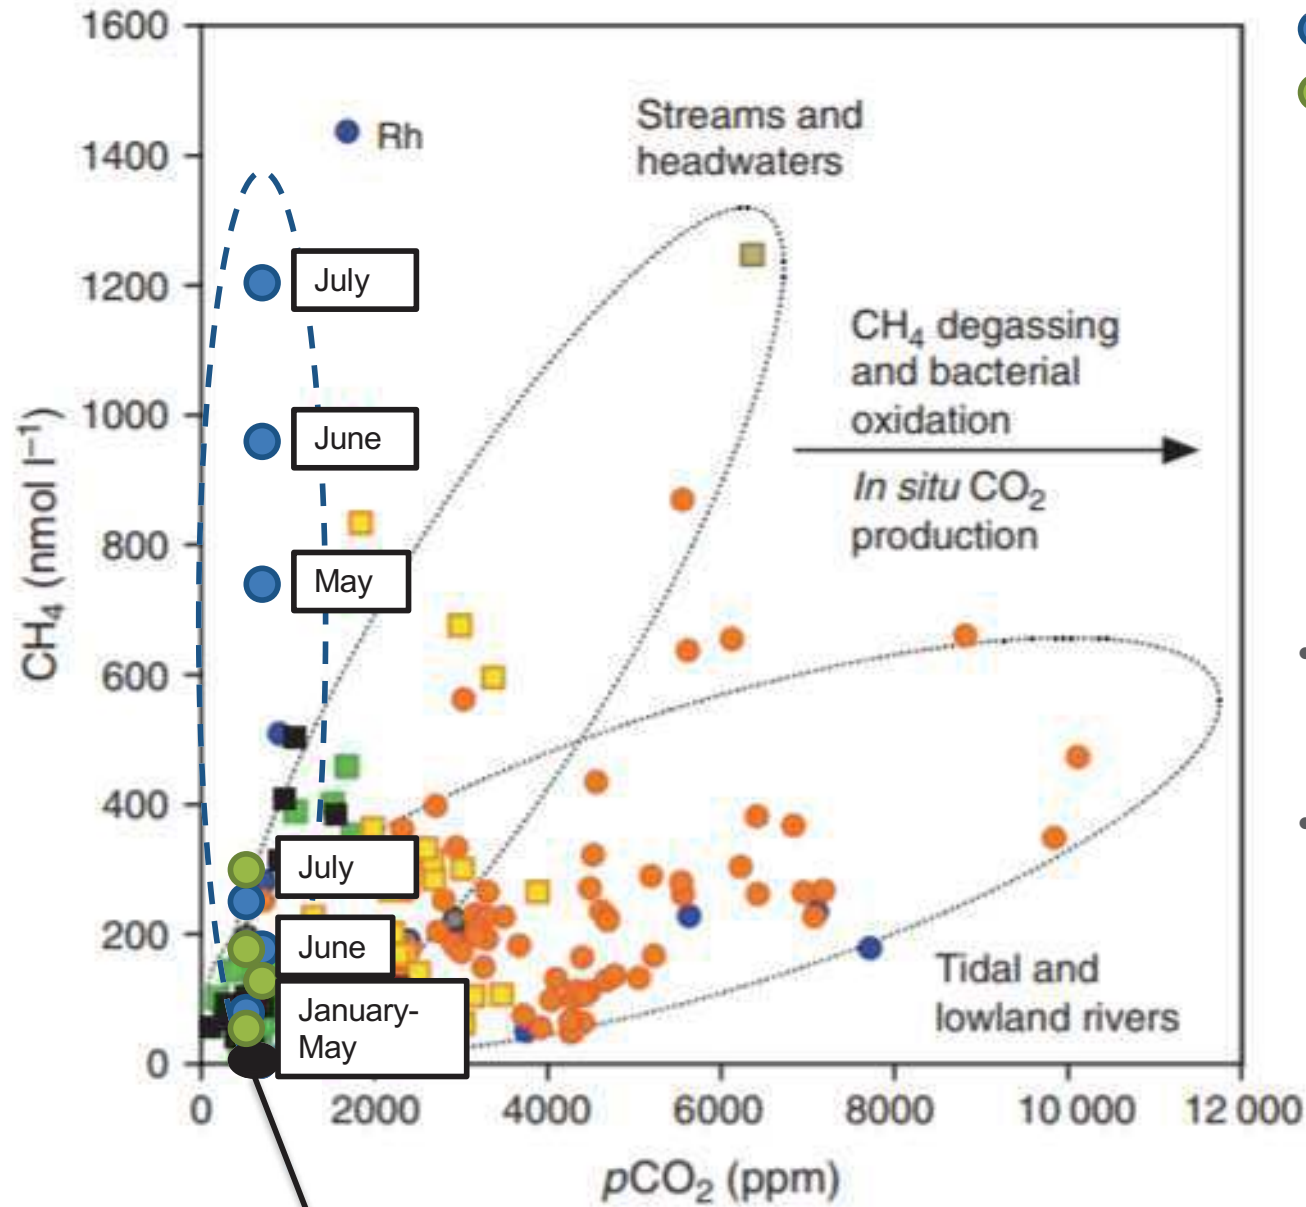 1600
1400
1200
1000
800
600
400
200
0
CH₄ (nmol l⁻¹)
Rh
Streams and
headwaters
July
June
May
CH₄ degassing
and bacterial
oxidation
In situ CO₂
production
July
June
January-
May
Tidal and
lowland rivers
0
2000
4000
6000
8000
10 000
12 000
pCO₂ (ppm)